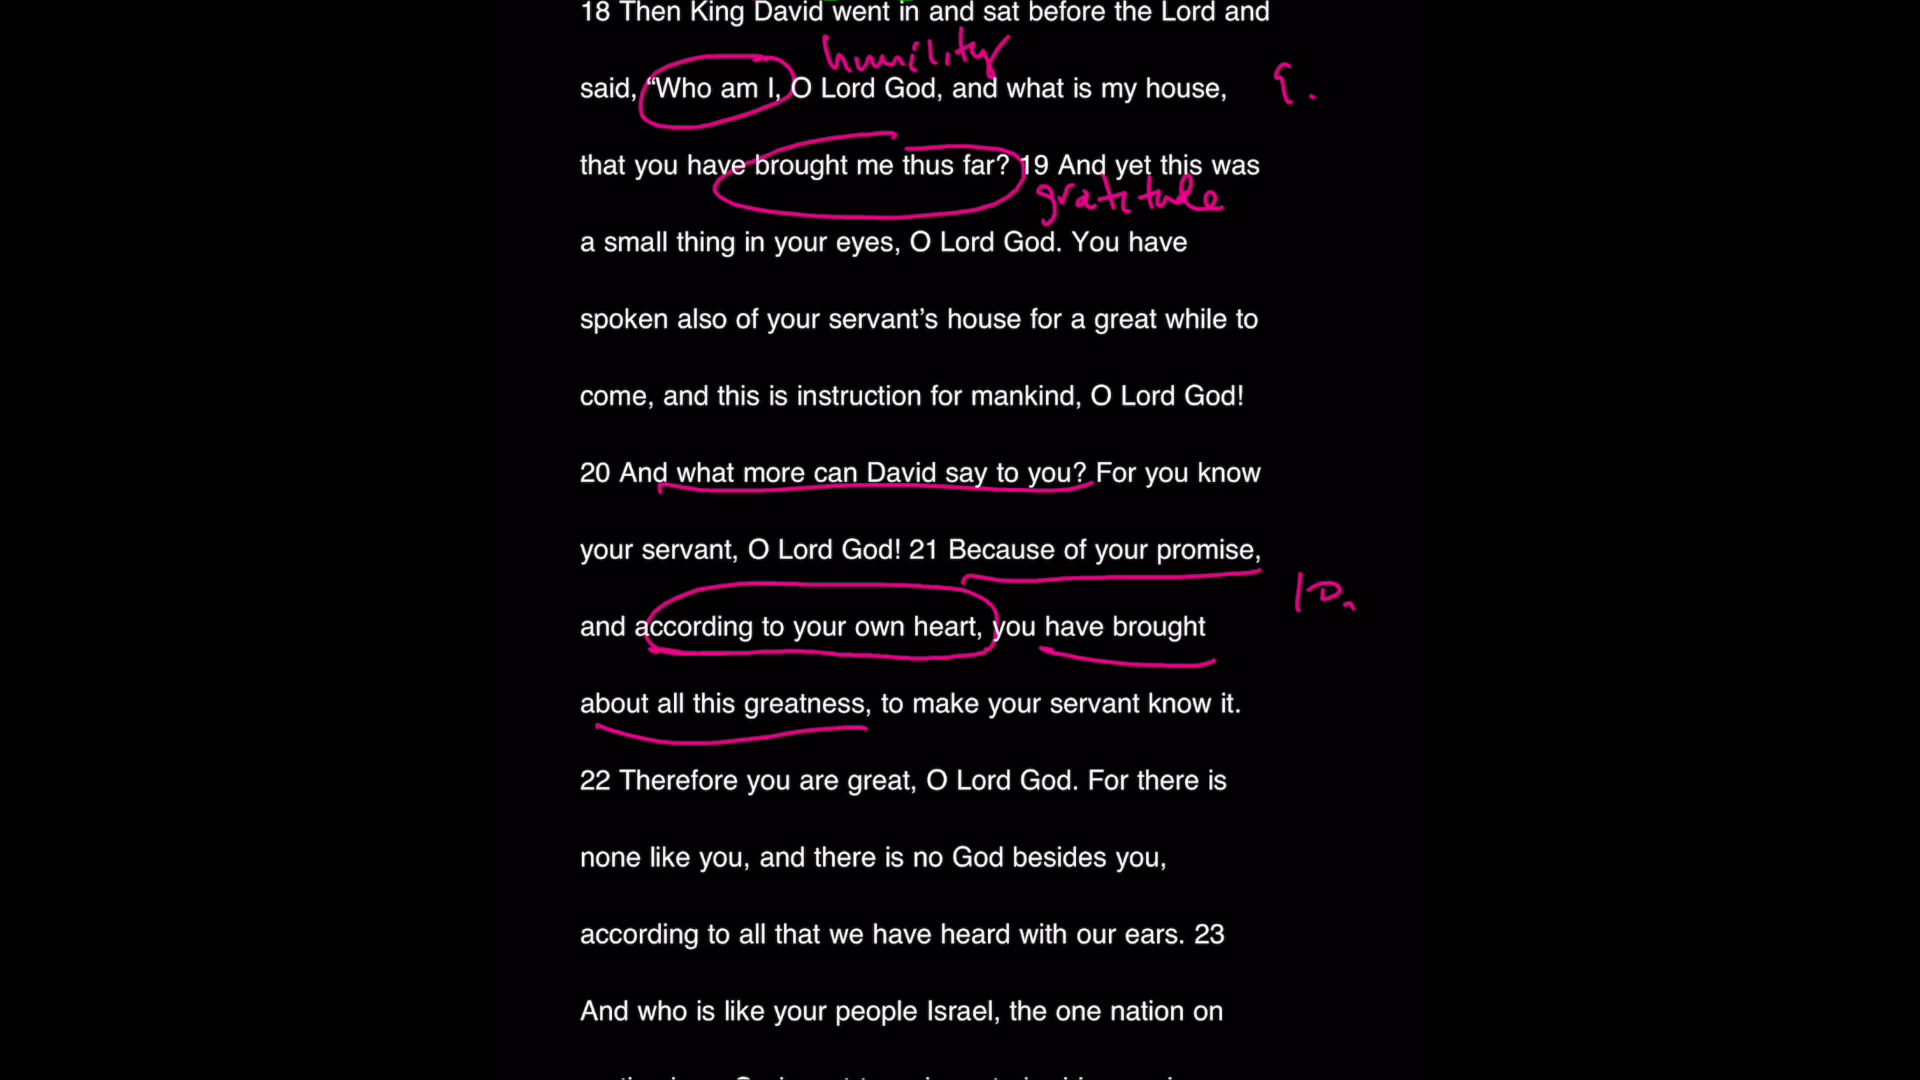 18 Then King David went in and sat before the Lord and
humility
said, “Who am I, O Lord God, and what is my house,
9.
that you have brought me thus far? 19 And yet this was
gratitude
a small thing in your eyes, O Lord God. You have
spoken also of your servant’s house for a great while to
come, and this is instruction for mankind, O Lord God!
20 And what more can David say to you? For you know
your servant, O Lord God! 21 Because of your promise,
10.
and according to your own heart, you have brought
about all this greatness, to make your servant know it.
22 Therefore you are great, O Lord God. For there is
none like you, and there is no God besides you,
according to all that we have heard with our ears. 23
And who is like your people Israel, the one nation on